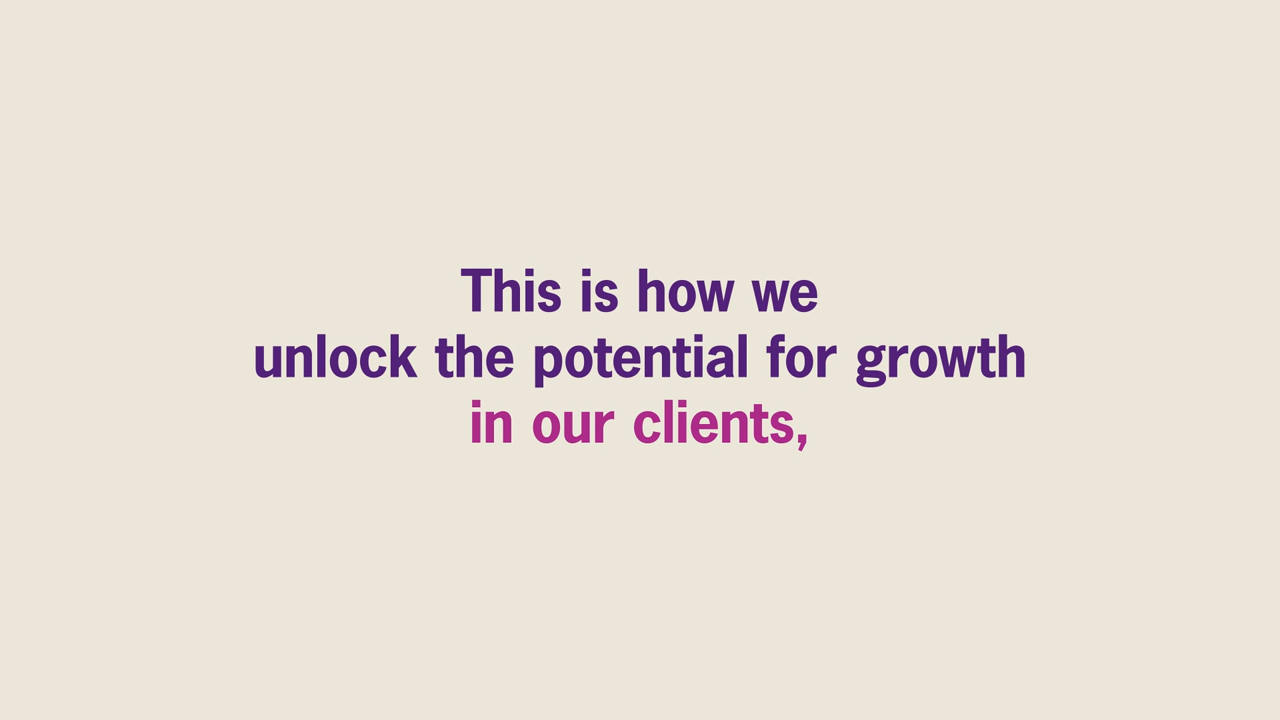 This is how we
unlock the potential for growth
in our clients,